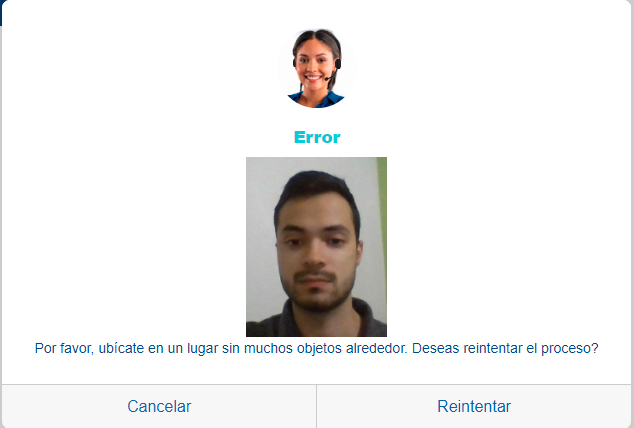 Error
Por favor, ubícate en un lugar sin muchos objetos alrededor. Deseas reintentar el proceso?
Cancelar
Reintentar